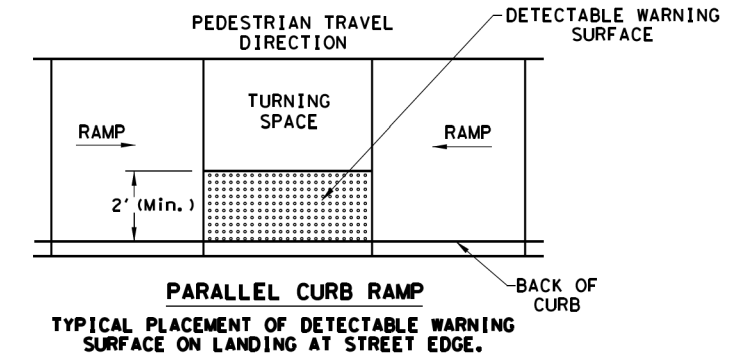 PEDESTRIAN TRAVEL
DIRECTION
DETECTABLE WARNING
SURFACE
TURNING
SPACE
RAMP
RAMP
2' (Min.)
BACK OF
CURB
PARALLEL CURB RAMP
TYPICAL PLACEMENT OF DETECTABLE WARNING
SURFACE ON LANDING AT STREET EDGE.